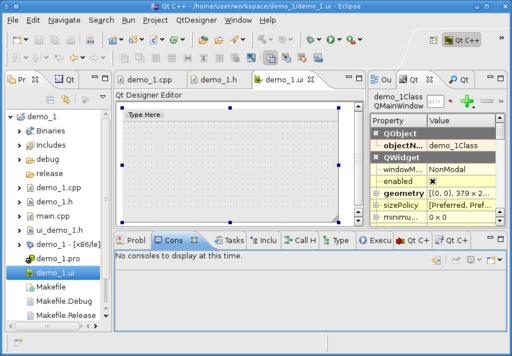 Qt C++ - /home/user/workspace/demo_1/demo_1.ui - Eclipse
File Edit Navigate Search Run Project QtDesigner Window Help
Qt C++
Pr Qt
demo_1
Binaries
Includes
debug
release
demo_1.cpp
demo_1.h
main.cpp
ui_demo_1.h
demo_1 - [x86/le]
demo_1.pro
demo_1.ui
Makefile
Makefile.Debug
Makefile.Release
demo_1.cpp demo_1.h demo_1.ui
Qt Designer Editor
Type Here
Ou Qt Qt
demo_1Class
QMainWindow
Property Value
QObject
objectN... demo_1Class
QWidget
windowM... NonModal
enabled
geometry [(0, 0), 379 x 2...
sizePolicy [Preferred, Pref...
minimu... 0 x 0
Probl Cons Tasks Inclu Call H Type Execu Qt C+ Qt C+
No consoles to display at this time.